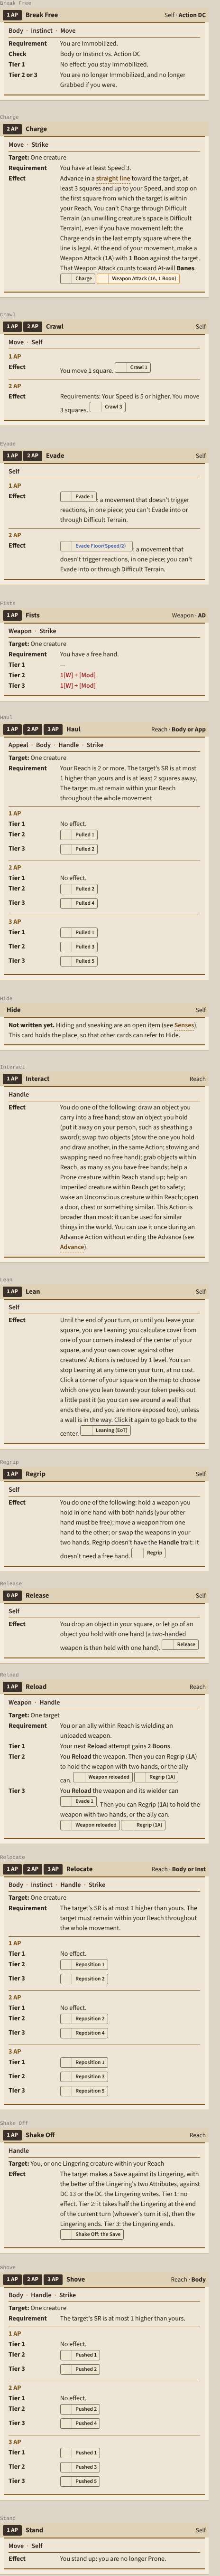 Break Free
1 AP Break Free Self · Action DC
Body · Instinct · Move
Requirement You are Immobilized.
Check Body or Instinct vs. Action DC
Tier 1 No effect: you stay Immobilized.
Tier 2 or 3 You are no longer Immobilized, and no longer
Grabbed if you were.
Charge
2 AP Charge
Move · Strike
Target: One creature
Requirement You have at least Speed 3.
Effect Advance in a straight line toward the target, at
least 3 squares and up to your Speed, and stop on
the first square from which the target is within
your Reach. You can't Charge through Difficult
Terrain (an unwilling creature's space is Difficult
Terrain), even if you have movement left: the
Charge ends in the last empty square where the
line is legal. At the end of your movement, make a
Weapon Attack (1A) with 1 Boon against the target.
That Weapon Attack counts toward At-will Banes.
Charge Weapon Attack (1A, 1 Boon)
Crawl
1 AP 2 AP Crawl Self
Move · Self
1 AP
Effect You move 1 square. Crawl 1
2 AP
Effect Requirements: Your Speed is 5 or higher. You move
3 squares. Crawl 3
Evade
1 AP 2 AP Evade Self
Self
1 AP
Effect Evade 1 : a movement that doesn't trigger
reactions, in one piece; you can't Evade into or
through Difficult Terrain.
2 AP
Effect Evade Floor(Speed/2) : a movement that
doesn't trigger reactions, in one piece; you can't
Evade into or through Difficult Terrain.
Fists
1 AP Fists Weapon · AD
Weapon · Strike
Target: One creature
Requirement You have a free hand.
Tier 1 —
Tier 2 1[W] + [Mod]
Tier 3 1[W] + [Mod]
Haul
1 AP 2 AP 3 AP Haul Reach · Body or App
Appeal · Body · Handle · Strike
Target: One creature
Requirement Your Reach is 2 or more. The target's SR is at most
1 higher than yours and is at least 2 squares away.
The target must remain within your Reach
throughout the whole movement.
1 AP
Tier 1 No effect.
Tier 2 Pulled 1
Tier 3 Pulled 2
2 AP
Tier 1 No effect.
Tier 2 Pulled 2
Tier 3 Pulled 4
3 AP
Tier 1 Pulled 1
Tier 2 Pulled 3
Tier 3 Pulled 5
Hide
Hide Self
Not written yet. Hiding and sneaking are an open item (see Senses).
This card holds the place, so that other cards can refer to Hide.
Interact
1 AP Interact Reach
Handle
Effect You do one of the following: draw an object you
carry into a free hand; stow an object you hold
(put it away on your person, such as sheathing a
sword); swap two objects (stow the one you hold
and draw another, in the same Action; stowing and
swapping need no free hand); grab objects within
Reach, as many as you have free hands; help a
Prone creature within Reach stand up; help an
Imperiled creature within Reach get to safety;
make an Unconscious creature within Reach; open
a door, chest or something similar. This Action is
broader than most: it can be used for similar
things in the world. You can use it once during an
Advance Action without ending the Advance (see
Advance).
Lean
1 AP Lean Self
Self
Effect Until the end of your turn, or until you leave your
square, you are Leaning: you calculate cover from
one of your corners instead of the center of your
square, and your own cover against other
creatures' Actions is reduced by 1 level. You can
stop Leaning at any time on your turn, at no cost.
Click a corner of your square on the map to choose
which one you lean toward: your token peeks out
a little past it (so you can see around a wall that
ends there, and you are more exposed too), unless
a wall is in the way. Click it again to go back to the
center. Leaning (EoT)
Regrip
1 AP Regrip Self
Self
Effect You do one of the following: hold a weapon you
hold in one hand with both hands (your other
hand must be free); move a weapon from one
hand to the other; or swap the weapons in your
two hands. Regrip doesn't have the Handle trait: it
doesn't need a free hand. Regrip
Release
0 AP Release Self
Self
Effect You drop an object in your square, or let go of an
object you hold with one hand (a two-handed
weapon is then held with one hand). Release
Reload
1 AP Reload Reach
Weapon · Handle
Target: One target
Requirement You or an ally within Reach is wielding an
unloaded weapon.
Tier 1 Your next Reload attempt gains 2 Boons.
Tier 2 You Reload the weapon. Then you can Regrip (1A)
to hold the weapon with two hands, or the ally
can. Weapon reloaded Regrip (1A)
Tier 3 You Reload the weapon and its wielder can
Evade 1 . Then you can Regrip (1A) to hold the
weapon with two hands, or the ally can.
Weapon reloaded Regrip (1A)
Relocate
1 AP 2 AP 3 AP Relocate Reach · Body or Inst
Body · Instinct · Handle · Strike
Target: One creature
Requirement The target's SR is at most 1 higher than yours. The
target must remain within your Reach throughout
the whole movement.
1 AP
Tier 1 No effect.
Tier 2 Reposition 1
Tier 3 Reposition 2
2 AP
Tier 1 No effect.
Tier 2 Reposition 2
Tier 3 Reposition 4
3 AP
Tier 1 Reposition 1
Tier 2 Reposition 3
Tier 3 Reposition 5
Shake Off
1 AP Shake Off Reach
Handle
Target: You, or one Lingering creature within your Reach
Effect The target makes a Save against its Lingering, with
the better of the Lingering's two traits, against
DC 13 or the DC the Lingering writes. Tier 1: no
effect. Tier 2: it takes half the Lingering at the end
of the turn (whoever's turn it is), then the
Lingering ends. Tier 3: the Lingering ends.
Shake Off: the Save
Shove
1 AP 2 AP 3 AP Shove Reach · Body
Body · Handle · Strike
Target: One creature
Requirement The target's SR is at most 1 higher than yours.
1 AP
Tier 1 No effect.
Tier 2 Pushed 1
Tier 3 Pushed 2
2 AP
Tier 1 No effect.
Tier 2 Pushed 2
Tier 3 Pushed 4
3 AP
Tier 1 Pushed 1
Tier 2 Pushed 3
Tier 3 Pushed 5
Stand
1 AP Stand Self
Move · Self
Effect You stand up: you are no longer Prone.